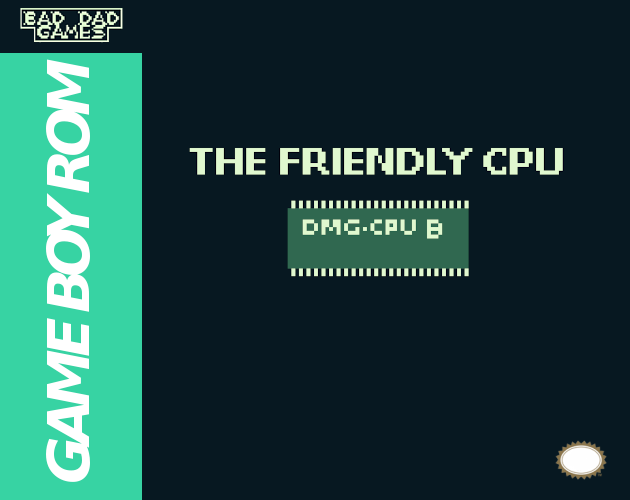 BAD DAD
GAMES
GAME BOY ROM
THE FRIENDLY CPU
DMG-CPU B